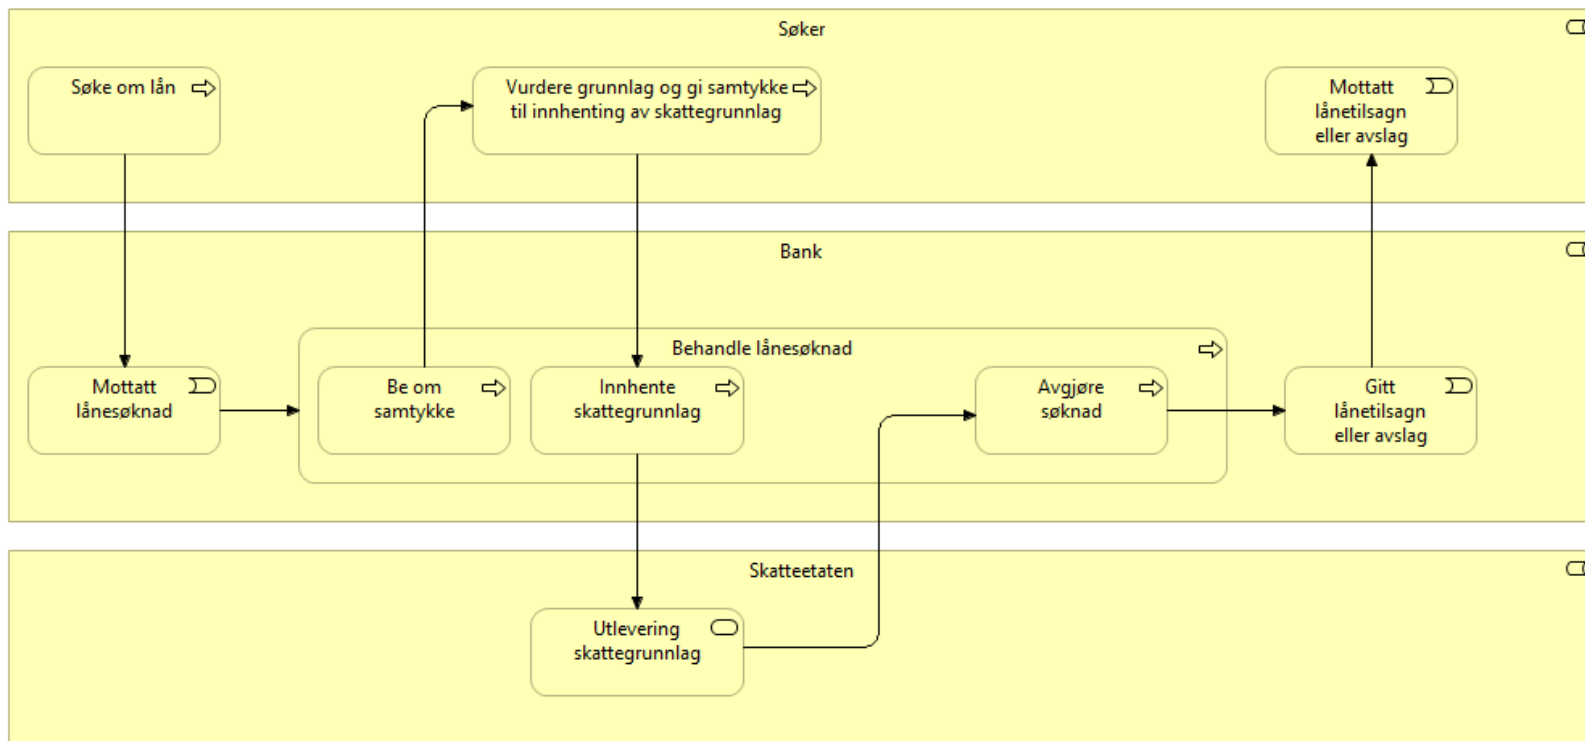 Søker
Søke om lån
Vurdere grunnlag og gi samtykke
til innhenting av skattegrunnlag
Mottatt
lånetilsagn
eller avslag
Bank
Behandle lånesøknad
Mottatt
lånesøknad
Be om
samtykke
Innhente
skattegrunnlag
Avgjøre
søknad
Gitt
lånetilsagn
eller avslag
Skatteetaten
Utlevering
skattegrunnlag